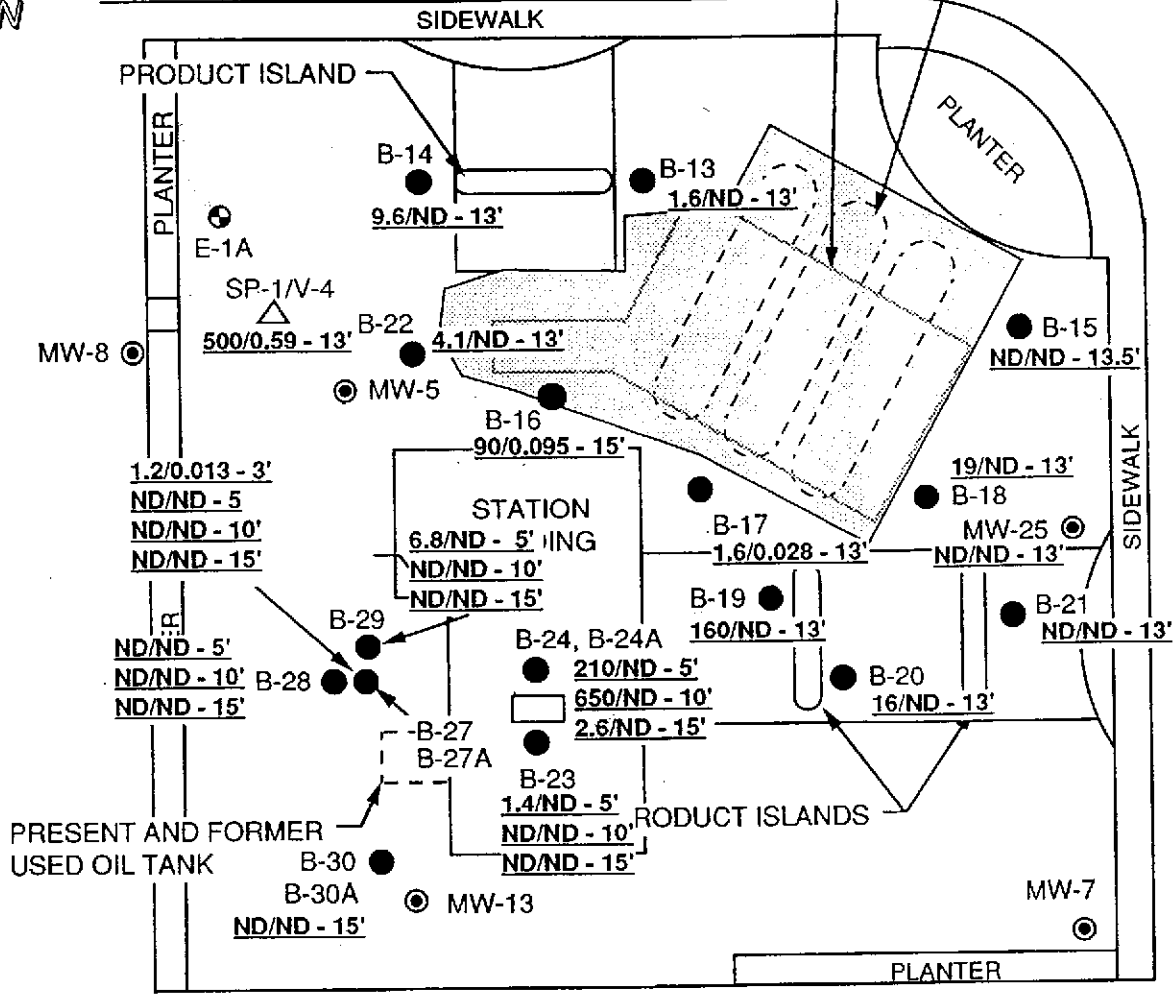 N
SIDEWALK
PRODUCT ISLAND
PLANTER
PLANTER
B-14
9.6/ND - 13'
B-13
1.6/ND - 13'
E-1A
SP-1/V-4
500/0.59 - 13'
B-22
4.1/ND - 13'
B-15
ND/ND - 13.5'
MW-8
MW-5
B-16
90/0.095 - 15'
SIDEWALK
1.2/0.013 - 3'
ND/ND - 5
ND/ND - 10'
ND/ND - 15'
STATION
ING
6.8/ND - 5'
ND/ND - 10'
ND/ND - 15'
B-17
1.6/0.028 - 13'
19/ND - 13'
B-18
MW-25
ND/ND - 13'
B-19
160/ND - 13'
B-21
ND/ND - 13'
B-29
ER
ND/ND - 5'
ND/ND - 10'
ND/ND - 15'
B-28
B-24, B-24A
210/ND - 5'
650/ND - 10'
2.6/ND - 15'
B-20
16/ND - 13'
B-27
B-27A
B-23
1.4/ND - 5'
ND/ND - 10'
ND/ND - 15'
RODUCT ISLANDS
PRESENT AND FORMER
USED OIL TANK
B-30
B-30A
ND/ND - 15'
MW-13
MW-7
PLANTER